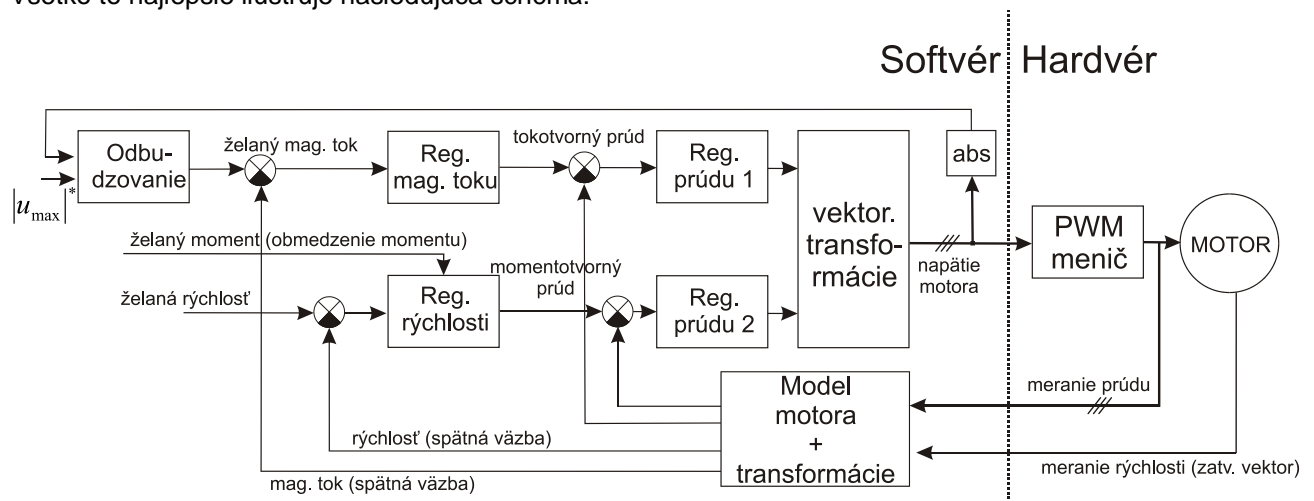 Všetko to najlepšie ilustruje nasledujúca schéma:
Softvér Hardvér
Odbu-
dzovanie
|u_max|*
želaný mag. tok
Reg.
mag. toku
tokotvorný prúd
Reg.
prúdu 1
vektor.
transfo-
rmácie
abs
napätie
motora
PWM
menič
MOTOR
želaný moment (obmedzenie momentu)
želaná rýchlosť
Reg.
rýchlosti
momentotvorný
prúd
Reg.
prúdu 2
Model
motora
+
transformácie
meranie prúdu
meranie rýchlosti (zatv. vektor)
rýchlosť (spätná väzba)
mag. tok (spätná väzba)